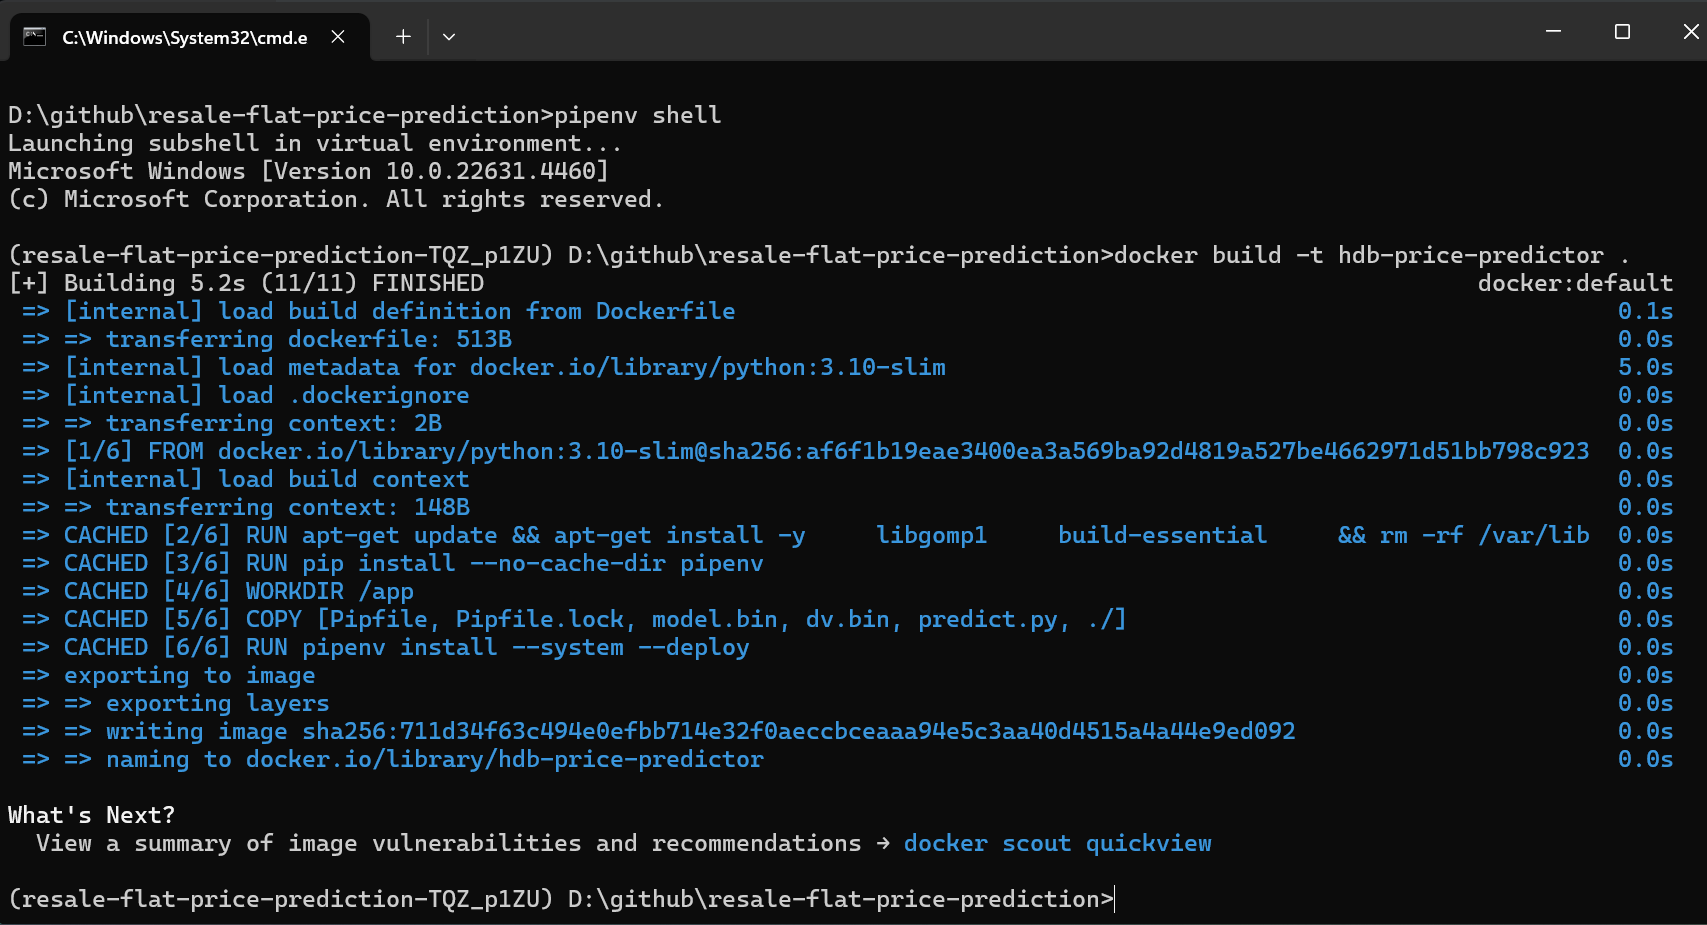 C:\Windows\System32\cmd.e
D:\github\resale-flat-price-prediction>pipenv shell
Launching subshell in virtual environment...
Microsoft Windows [Version 10.0.22631.4460]
(c) Microsoft Corporation. All rights reserved.
(resale-flat-price-prediction-TQZ_p1ZU) D:\github\resale-flat-price-prediction>docker build -t hdb-price-predictor .
[+] Building 5.2s (11/11) FINISHED docker:default
=> [internal] load build definition from Dockerfile 0.1s
=> => transferring dockerfile: 513B 0.0s
=> [internal] load metadata for docker.io/library/python:3.10-slim 5.0s
=> [internal] load .dockerignore 0.0s
=> => transferring context: 2B 0.0s
=> [1/6] FROM docker.io/library/python:3.10-slim@sha256:af6f1b19eae3400ea3a569ba92d4819a527be4662971d51bb798c923 0.0s
=> [internal] load build context 0.0s
=> => transferring context: 148B 0.0s
=> CACHED [2/6] RUN apt-get update && apt-get install -y     libgomp1     build-essential     && rm -rf /var/lib 0.0s
=> CACHED [3/6] RUN pip install --no-cache-dir pipenv 0.0s
=> CACHED [4/6] WORKDIR /app 0.0s
=> CACHED [5/6] COPY [Pipfile, Pipfile.lock, model.bin, dv.bin, predict.py, ./] 0.0s
=> CACHED [6/6] RUN pipenv install --system --deploy 0.0s
=> exporting to image 0.0s
=> => exporting layers 0.0s
=> => writing image sha256:711d34f63c494e0efbb714e32f0aeccbceaaa94e5c3aa40d4515a4a44e9ed092 0.0s
=> => naming to docker.io/library/hdb-price-predictor 0.0s
What's Next?
View a summary of image vulnerabilities and recommendations → docker scout quickview
(resale-flat-price-prediction-TQZ_p1ZU) D:\github\resale-flat-price-prediction>